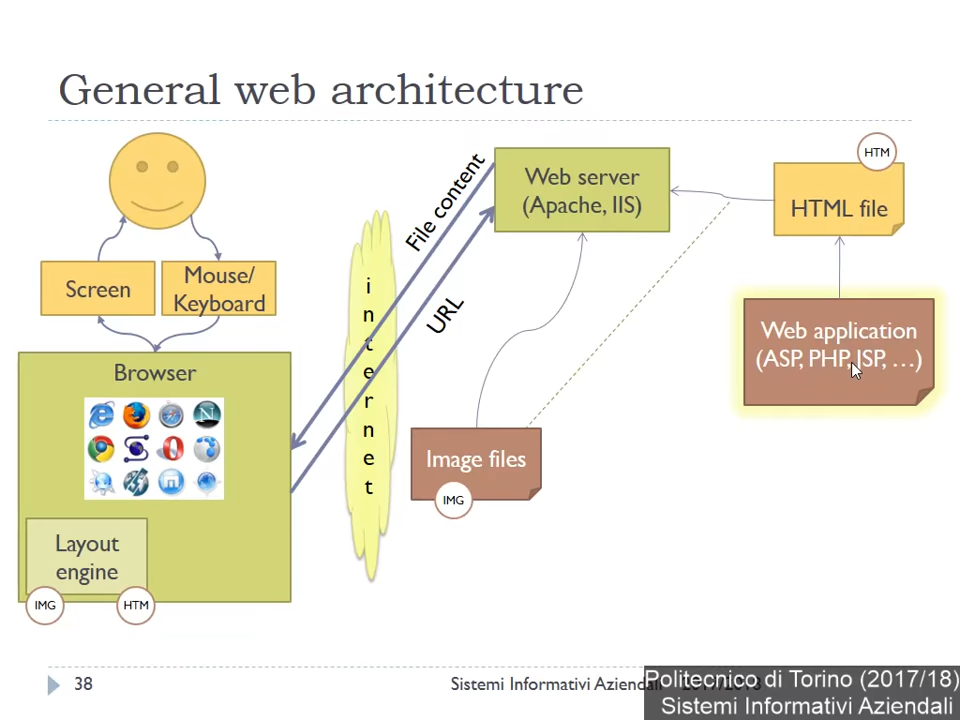 General web architecture
HTM
Web server
(Apache, IIS)
HTML file
File content
URL
internet
Screen
Mouse/
Keyboard
Web application
(ASP, PHP, JSP, …)
Browser
Image files
IMG
Layout
engine
IMG
HTM
38
Sistemi Informativi Aziendali
Politecnico di Torino (2017/18)
Sistemi Informativi Aziendali